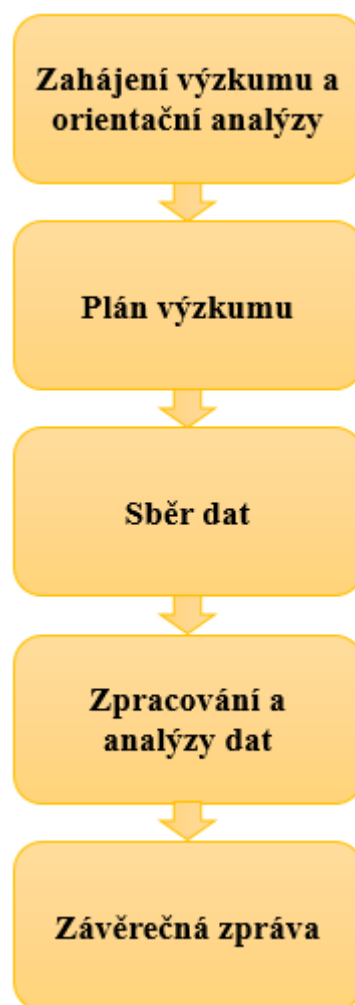 Zahájení výzkumu a
orientační analýzy
Plán výzkumu
Sběr dat
Zpracování a
analýzy dat
Závěrečná zpráva